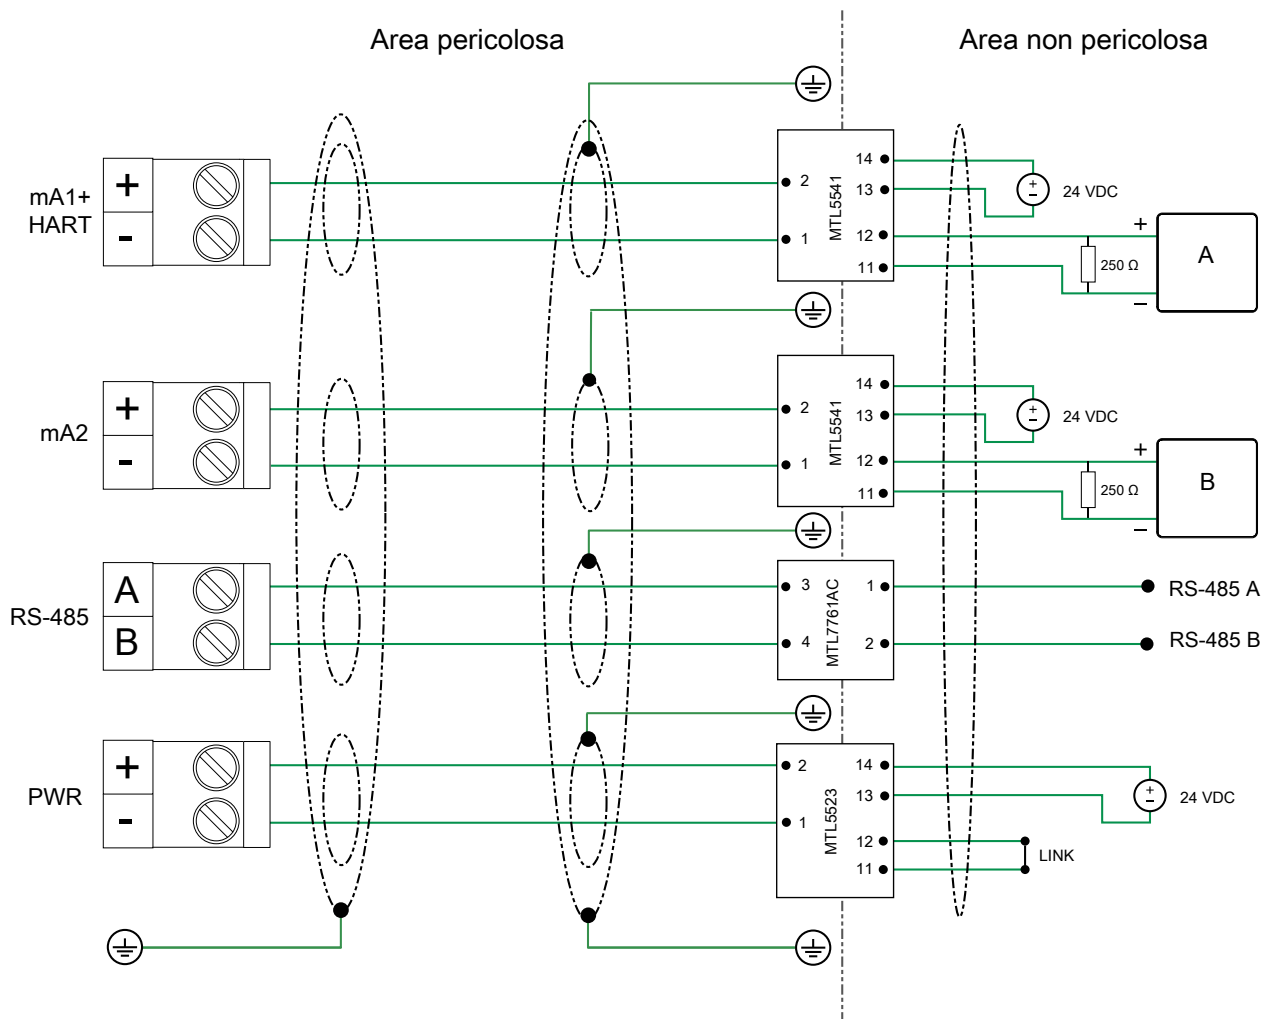 Area pericolosa
Area non pericolosa
mA1+
HART
+
-
2
1
MTL5541
14
13
12
11
+
-
24 VDC
250 Ω
+
–
A
mA2
+
-
2
1
MTL5541
14
13
12
11
+
-
24 VDC
250 Ω
+
–
B
RS-485
A
B
3
4
MTL7761AC
1
2
RS-485 A
RS-485 B
PWR
+
-
2
1
MTL5523
14
13
12
11
+
-
24 VDC
LINK